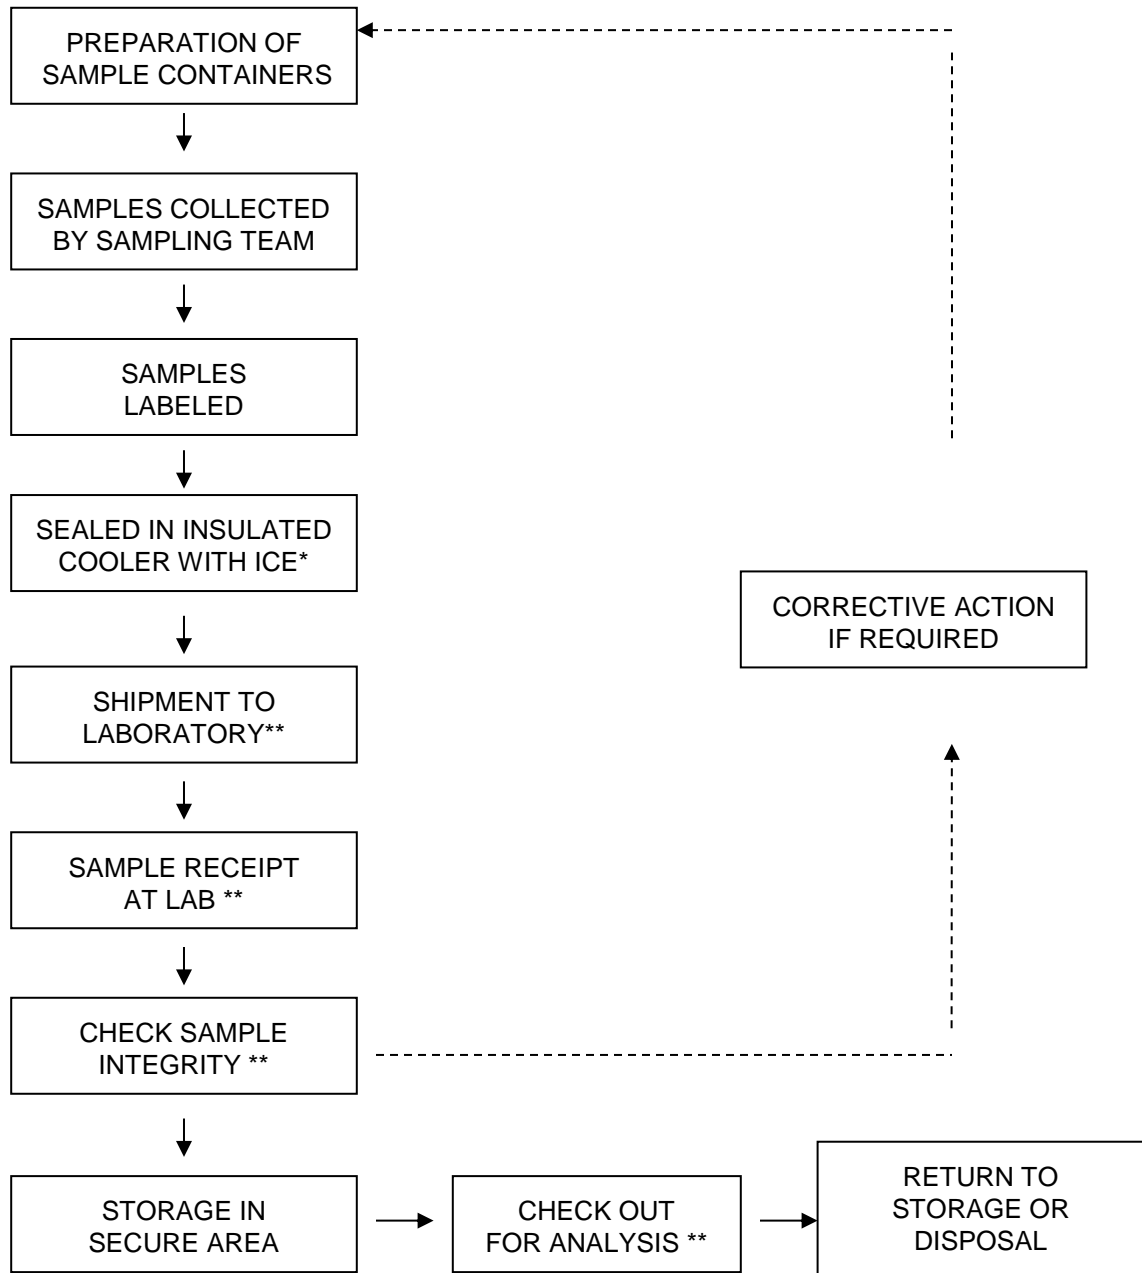 PREPARATION OF
SAMPLE CONTAINERS
SAMPLES COLLECTED
BY SAMPLING TEAM
SAMPLES
LABELED
SEALED IN INSULATED
COOLER WITH ICE*
CORRECTIVE ACTION
IF REQUIRED
SHIPMENT TO
LABORATORY**
SAMPLE RECEIPT
AT LAB **
CHECK SAMPLE
INTEGRITY **
STORAGE IN
SECURE AREA
CHECK OUT
FOR ANALYSIS **
RETURN TO
STORAGE OR
DISPOSAL